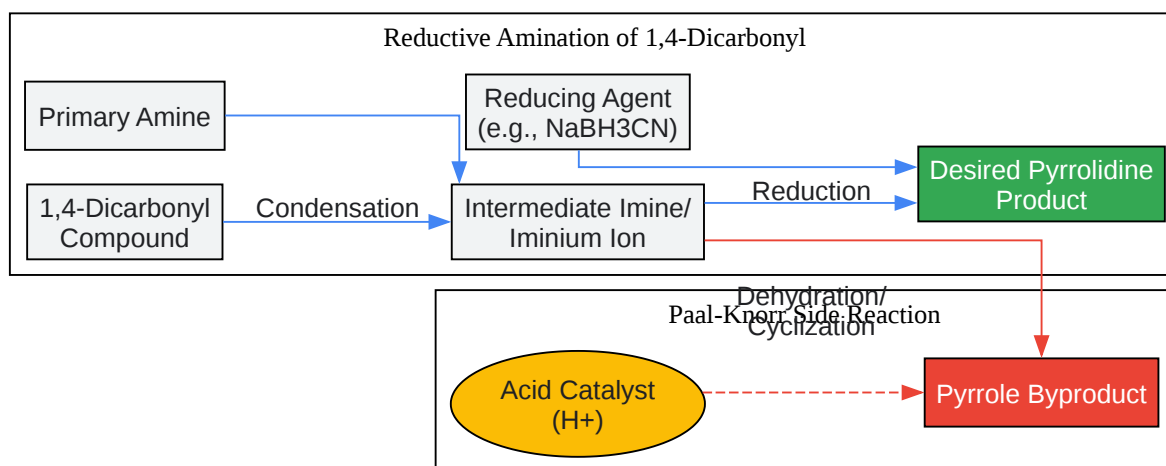 Reductive Amination of 1,4-Dicarbonyl
Primary Amine
Reducing Agent
(e.g., NaBH3CN)
1,4-Dicarbonyl
Compound
Condensation
Intermediate Imine/
Iminium Ion
Reduction
Desired Pyrrolidine
Product
Dehydration/
Cyclization
Paal-Knorr Side Reaction
Acid Catalyst
(H+)
Pyrrole Byproduct